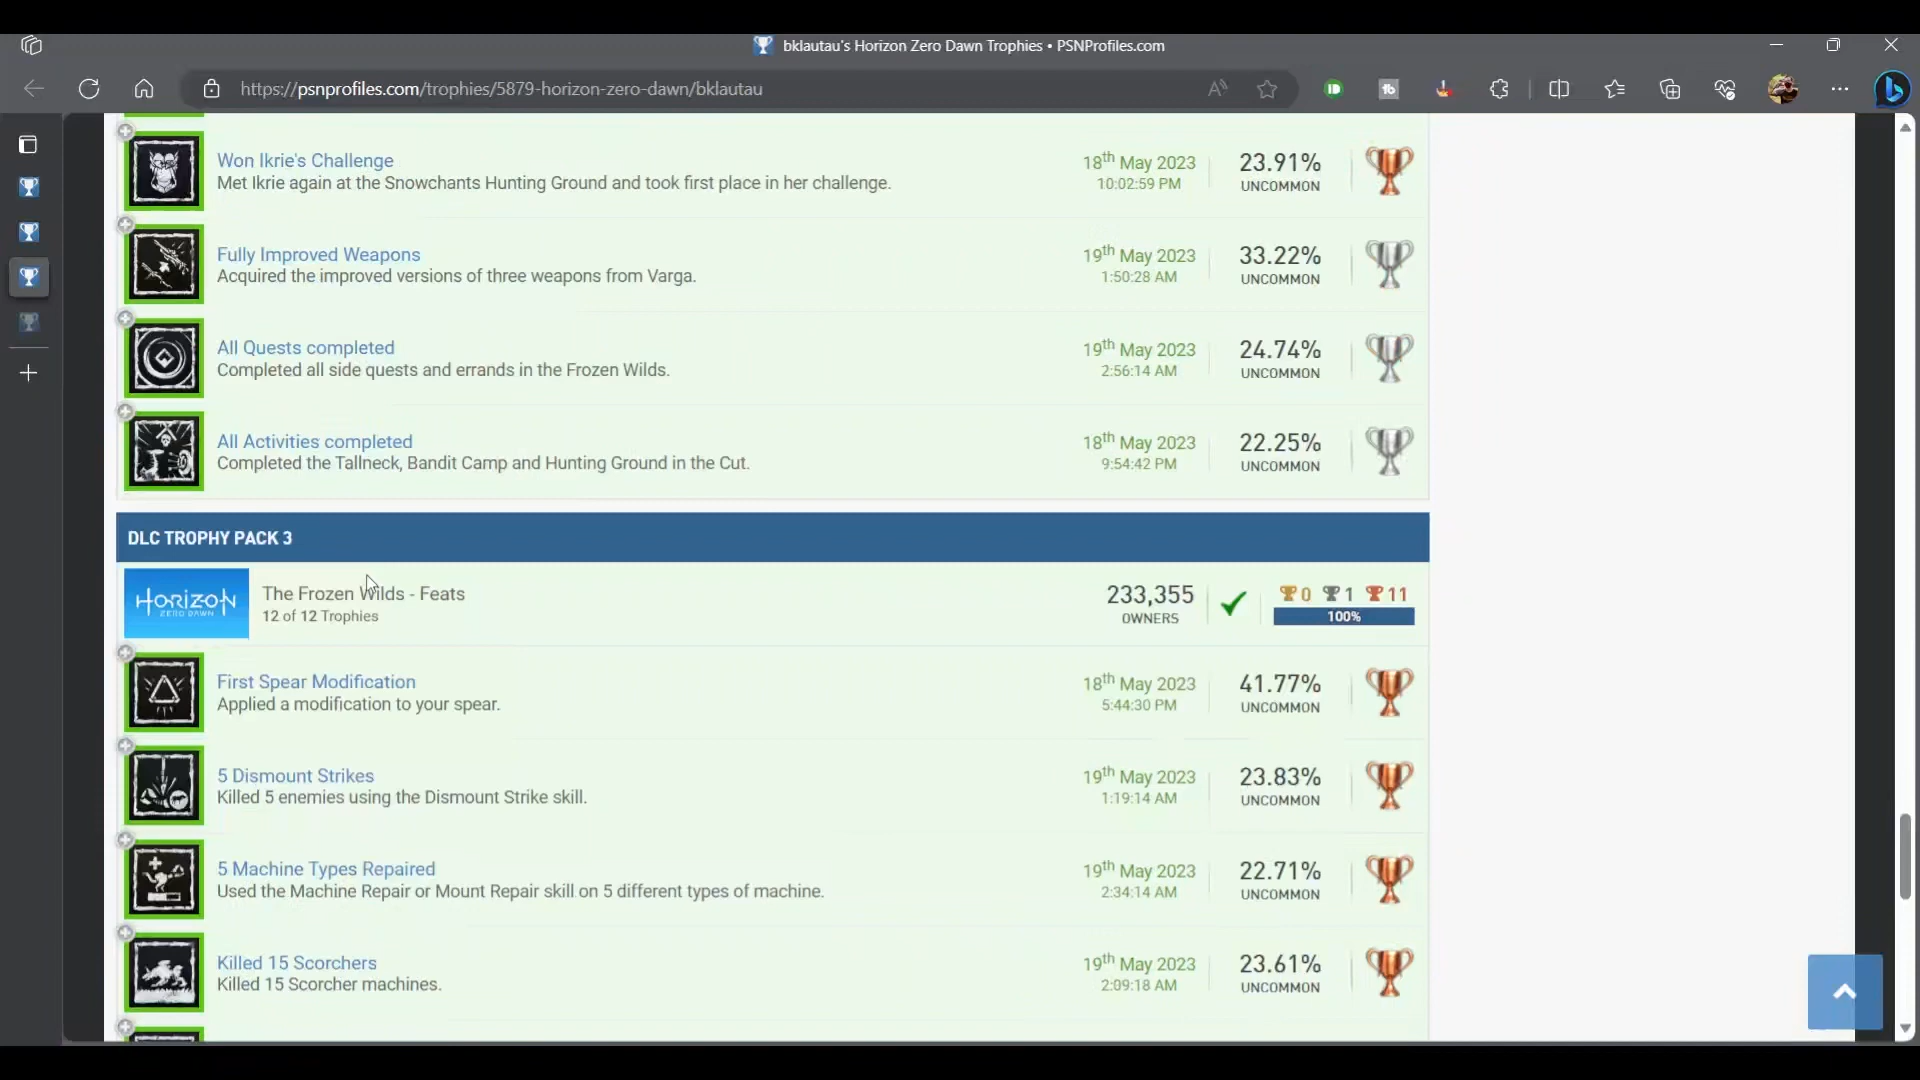 bklautau's Horizon Zero Dawn Trophies • PSNProfiles.com
https://psnprofiles.com/trophies/5879-horizon-zero-dawn/bklautau
Won Ikrie's Challenge
Met Ikrie again at the Snowchants Hunting Ground and took first place in her challenge.
18th May 2023
10:02:59 PM
23.91%
UNCOMMON
Fully Improved Weapons
Acquired the improved versions of three weapons from Varga.
19th May 2023
1:50:28 AM
33.22%
UNCOMMON
All Quests completed
Completed all side quests and errands in the Frozen Wilds.
19th May 2023
2:56:14 AM
24.74%
UNCOMMON
All Activities completed
Completed the Tallneck, Bandit Camp and Hunting Ground in the Cut.
18th May 2023
9:54:42 PM
22.25%
UNCOMMON
DLC TROPHY PACK 3
HORIZON
ZERO DAWN
The Frozen Wilds - Feats
12 of 12 Trophies
233,355
OWNERS
0 1 11
100%
First Spear Modification
Applied a modification to your spear.
18th May 2023
5:44:30 PM
41.77%
UNCOMMON
5 Dismount Strikes
Killed 5 enemies using the Dismount Strike skill.
19th May 2023
1:19:14 AM
23.83%
UNCOMMON
5 Machine Types Repaired
Used the Machine Repair or Mount Repair skill on 5 different types of machine.
19th May 2023
2:34:14 AM
22.71%
UNCOMMON
Killed 15 Scorchers
Killed 15 Scorcher machines.
19th May 2023
2:09:18 AM
23.61%
UNCOMMON